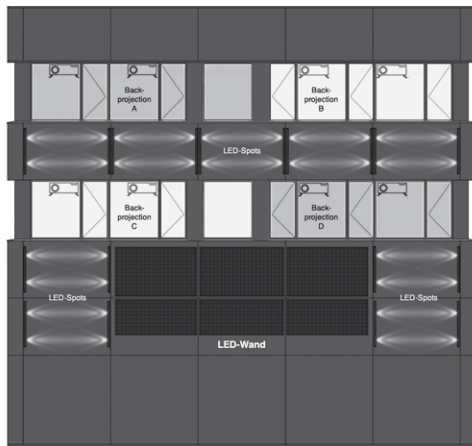 Back-
projection
A
Back-
projection
B
LED-Spots
Back-
projection
C
Back-
projection
D
LED-Spots
LED-Spots
LED-Wand